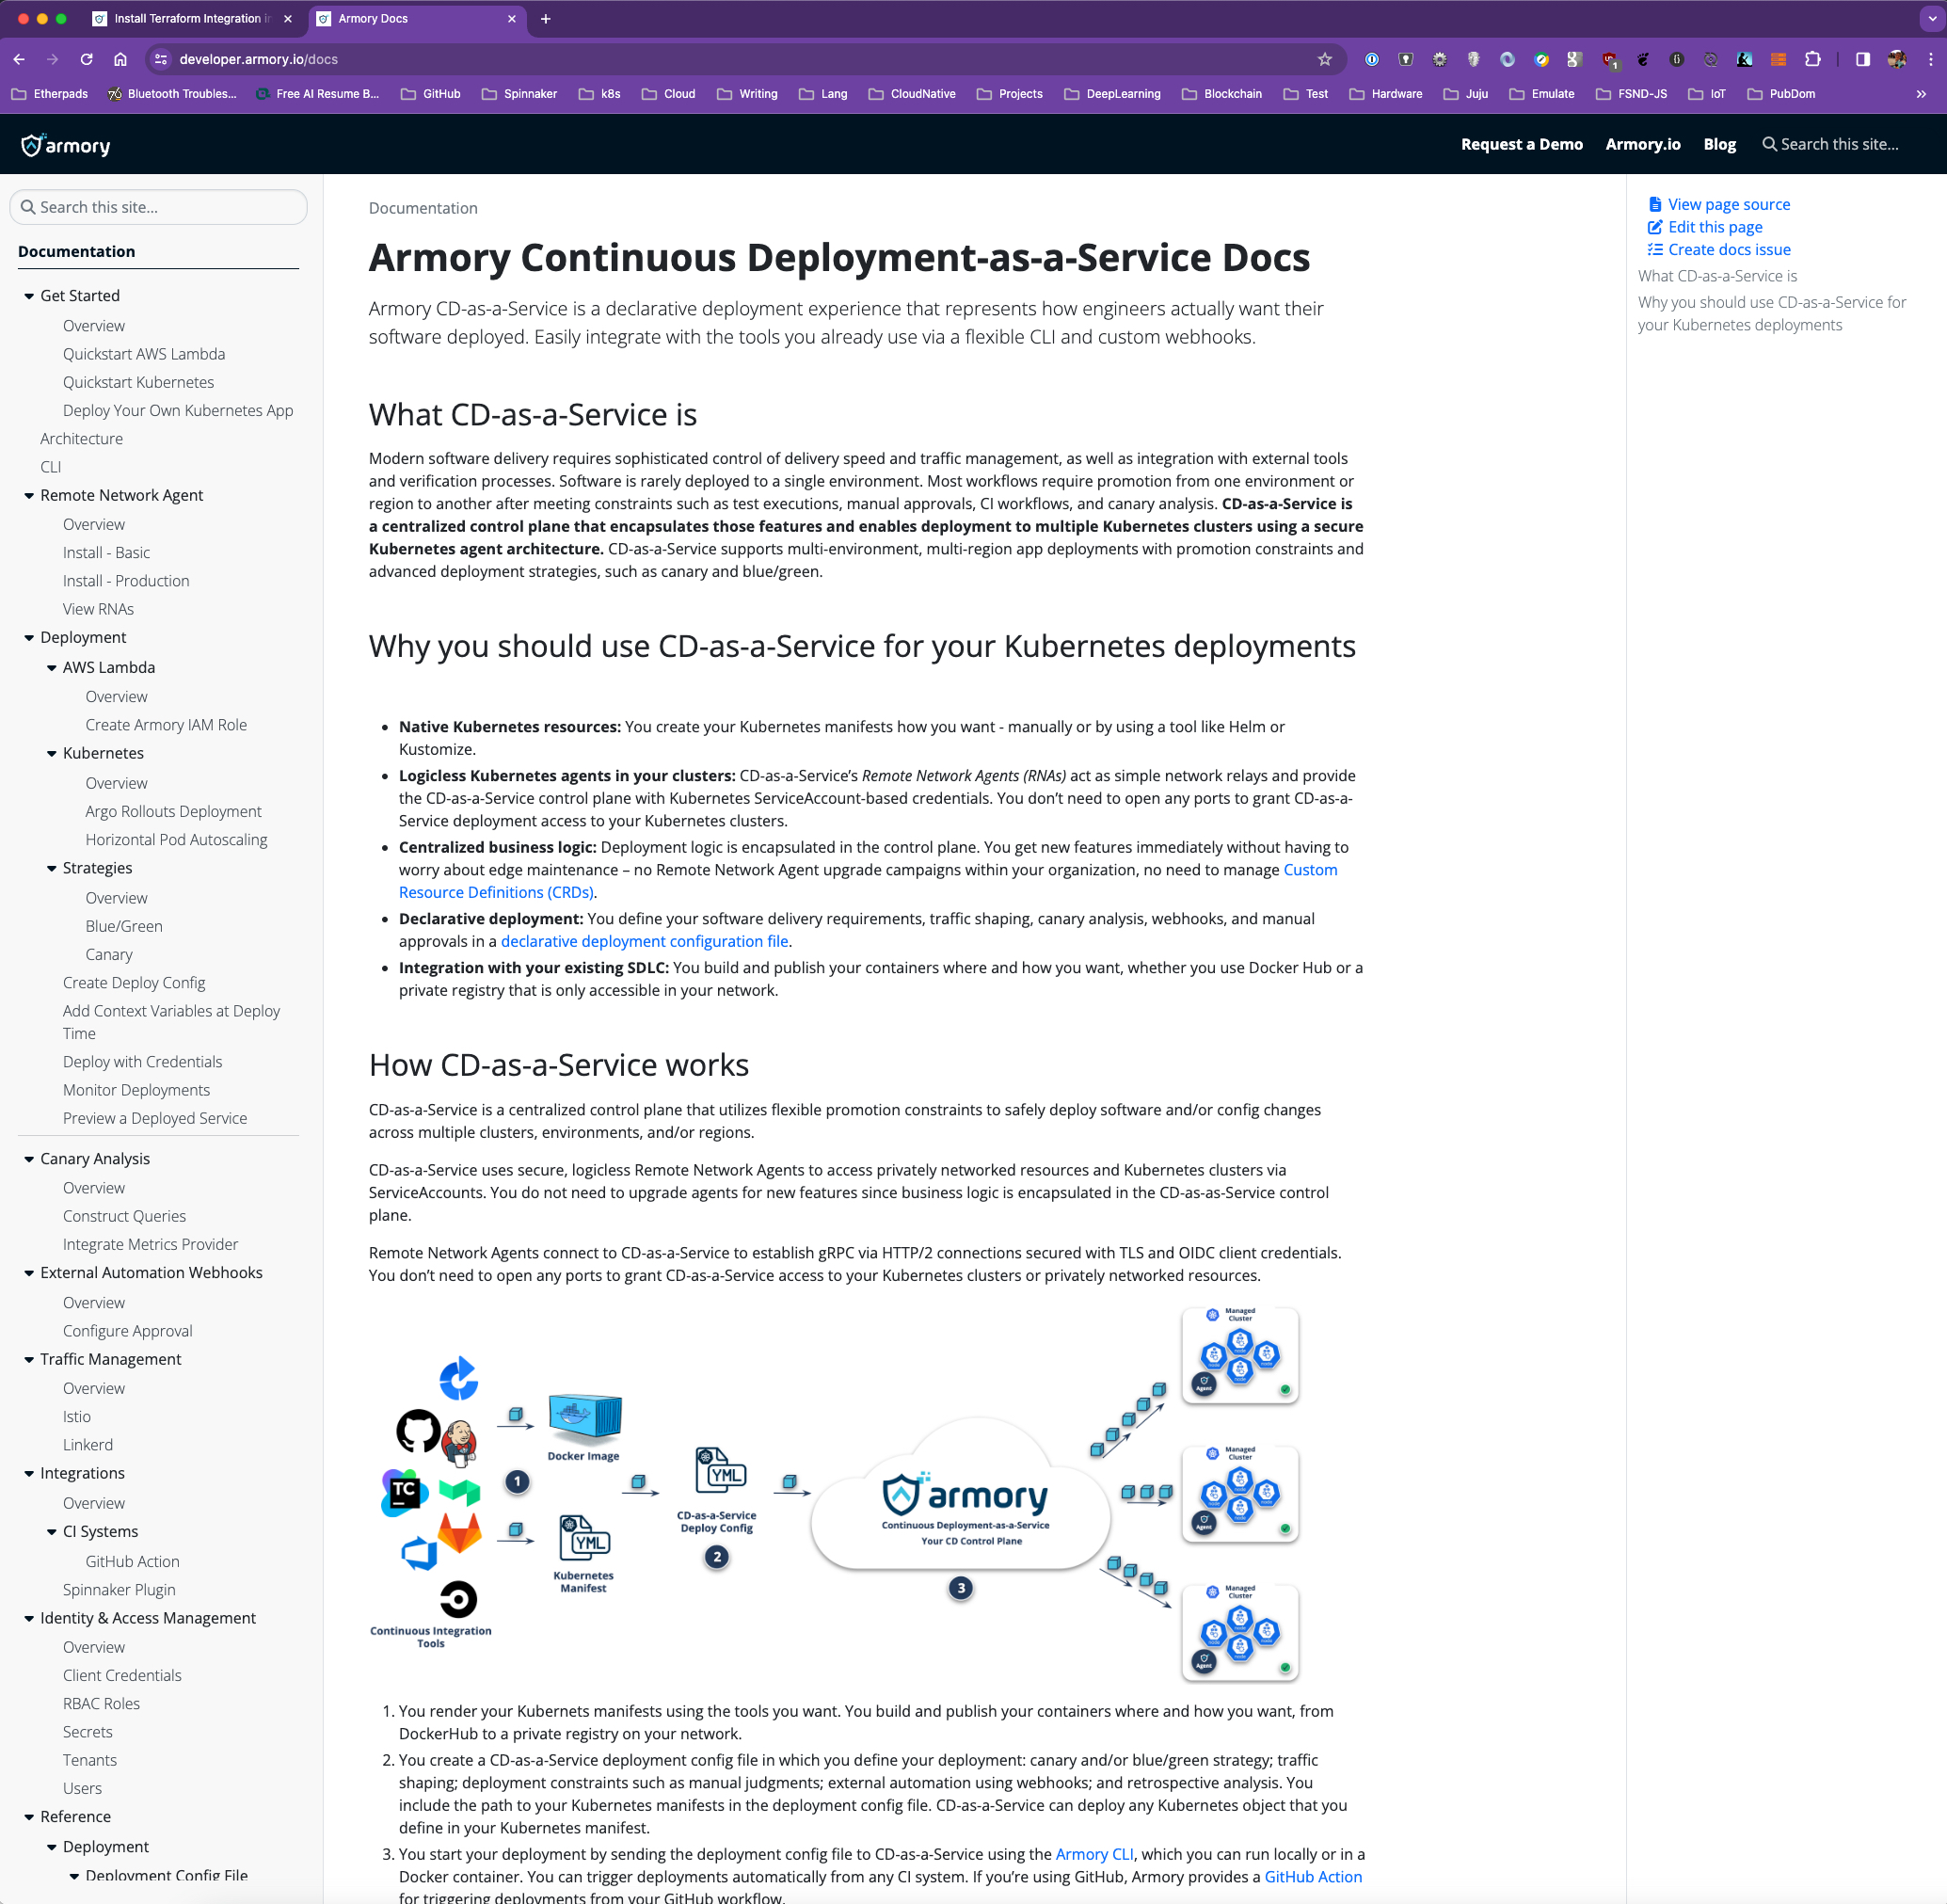 Install Terraform Integration in
Armory Docs
developer.armory.io/docs
1
Etherpads
Bluetooth Troubles...
Free AI Resume B...
GitHub
Spinnaker
k8s
Cloud
Writing
Lang
CloudNative
Projects
DeepLearning
Blockchain
Test
Hardware
Juju
Emulate
FSND-JS
IoT
PubDom
armory
Request a Demo
Armory.io
Blog
Search this site...
Search this site...
Documentation
Get Started
Overview
Quickstart AWS Lambda
Quickstart Kubernetes
Deploy Your Own Kubernetes App
Architecture
CLI
Remote Network Agent
Overview
Install - Basic
Install - Production
View RNAs
Deployment
AWS Lambda
Overview
Create Armory IAM Role
Kubernetes
Overview
Argo Rollouts Deployment
Horizontal Pod Autoscaling
Strategies
Overview
Blue/Green
Canary
Create Deploy Config
Add Context Variables at Deploy
Time
Deploy with Credentials
Monitor Deployments
Preview a Deployed Service
Canary Analysis
Overview
Construct Queries
Integrate Metrics Provider
External Automation Webhooks
Overview
Configure Approval
Traffic Management
Overview
Istio
Linkerd
Integrations
Overview
CI Systems
GitHub Action
Spinnaker Plugin
Identity & Access Management
Overview
Client Credentials
RBAC Roles
Secrets
Tenants
Users
Reference
Deployment
Deployment Config File
Documentation
Armory Continuous Deployment-as-a-Service Docs
Armory CD-as-a-Service is a declarative deployment experience that represents how engineers actually want their
software deployed. Easily integrate with the tools you already use via a flexible CLI and custom webhooks.
What CD-as-a-Service is
Modern software delivery requires sophisticated control of delivery speed and traffic management, as well as integration with external tools
and verification processes. Software is rarely deployed to a single environment. Most workflows require promotion from one environment or
region to another after meeting constraints such as test executions, manual approvals, CI workflows, and canary analysis. CD-as-a-Service is
a centralized control plane that encapsulates those features and enables deployment to multiple Kubernetes clusters using a secure
Kubernetes agent architecture. CD-as-a-Service supports multi-environment, multi-region app deployments with promotion constraints and
advanced deployment strategies, such as canary and blue/green.
Why you should use CD-as-a-Service for your Kubernetes deployments
Native Kubernetes resources: You create your Kubernetes manifests how you want - manually or by using a tool like Helm or
Kustomize.
Logicless Kubernetes agents in your clusters: CD-as-a-Service’s Remote Network Agents (RNAs) act as simple network relays and provide
the CD-as-a-Service control plane with Kubernetes ServiceAccount-based credentials. You don’t need to open any ports to grant CD-as-a-
Service deployment access to your Kubernetes clusters.
Centralized business logic: Deployment logic is encapsulated in the control plane. You get new features immediately without having to
worry about edge maintenance – no Remote Network Agent upgrade campaigns within your organization, no need to manage Custom
Resource Definitions (CRDs).
Declarative deployment: You define your software delivery requirements, traffic shaping, canary analysis, webhooks, and manual
approvals in a declarative deployment configuration file.
Integration with your existing SDLC: You build and publish your containers where and how you want, whether you use Docker Hub or a
private registry that is only accessible in your network.
How CD-as-a-Service works
CD-as-a-Service is a centralized control plane that utilizes flexible promotion constraints to safely deploy software and/or config changes
across multiple clusters, environments, and/or regions.
CD-as-a-Service uses secure, logicless Remote Network Agents to access privately networked resources and Kubernetes clusters via
ServiceAccounts. You do not need to upgrade agents for new features since business logic is encapsulated in the CD-as-as-Service control
plane.
Remote Network Agents connect to CD-as-a-Service to establish gRPC via HTTP/2 connections secured with TLS and OIDC client credentials.
You don’t need to open any ports to grant CD-as-a-Service access to your Kubernetes clusters or privately networked resources.
TC
Continuous Integration
Tools
1
Docker Image
YML
Kubernetes
Manifest
YML
CD-as-a-Service
Deploy Config
2
armory
Continuous Deployment-as-a-Service
Your CD Control Plane
3
Managed
Cluster
node
node
node
node
Agent
Managed
Cluster
node
node
node
node
Agent
Managed
Cluster
node
node
node
node
Agent
1. You render your Kubernets manifests using the tools you want. You build and publish your containers where and how you want, from
DockerHub to a private registry on your network.
2. You create a CD-as-a-Service deployment config file in which you define your deployment: canary and/or blue/green strategy; traffic
shaping; deployment constraints such as manual judgments; external automation using webhooks; and retrospective analysis. You
include the path to your Kubernetes manifests in the deployment config file. CD-as-a-Service can deploy any Kubernetes object that you
define in your Kubernetes manifest.
3. You start your deployment by sending the deployment config file to CD-as-a-Service using the Armory CLI, which you can run locally or in a
Docker container. You can trigger deployments automatically from any CI system. If you’re using GitHub, Armory provides a GitHub Action
for triggering deployments from your GitHub workflow.
View page source
Edit this page
Create docs issue
What CD-as-a-Service is
Why you should use CD-as-a-Service for
your Kubernetes deployments